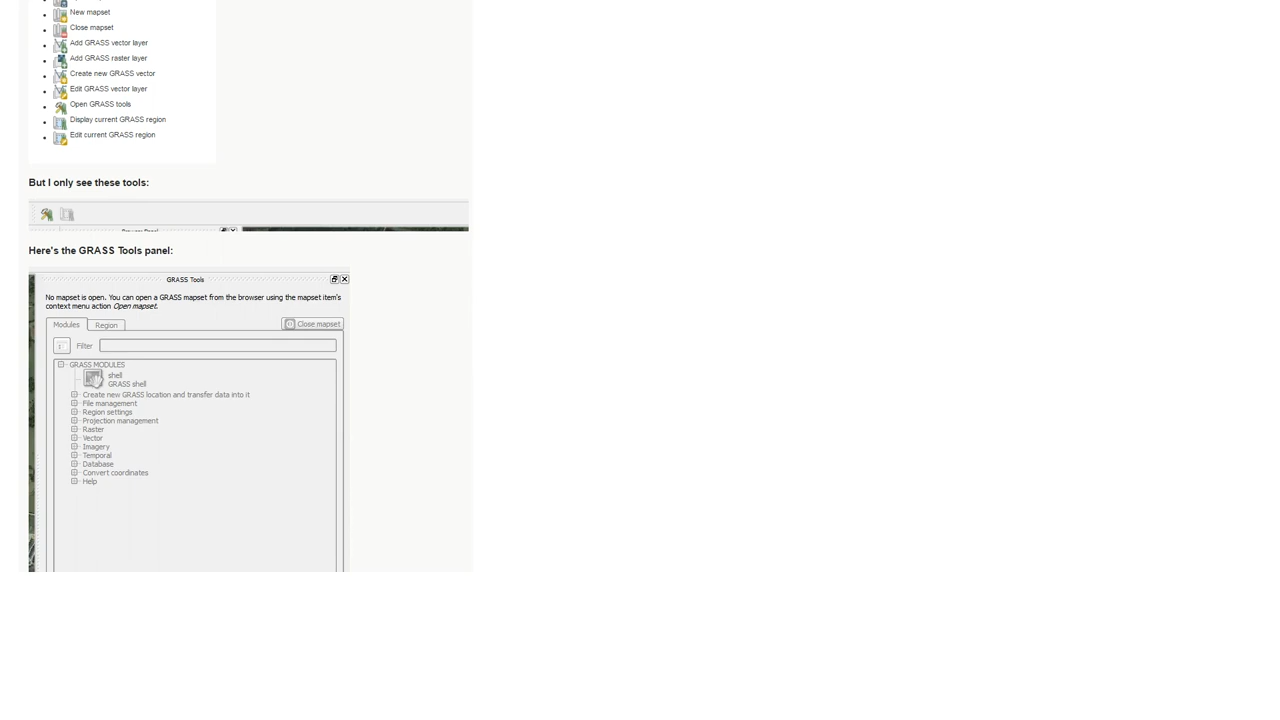 New mapset
Close mapset
Add GRASS vector layer
Add GRASS raster layer
Create new GRASS vector
Edit GRASS vector layer
Open GRASS tools
Display current GRASS region
Edit current GRASS region
But I only see these tools:
Here's the GRASS Tools panel:
GRASS Tools
No mapset is open. You can open a GRASS mapset from the browser using the mapset item's
context menu action Open mapset.
Modules Region Close mapset
Filter
GRASS MODULES
shell
GRASS shell
Create new GRASS location and transfer data into it
File management
Region settings
Projection management
Raster
Vector
Imagery
Temporal
Database
Convert coordinates
Help